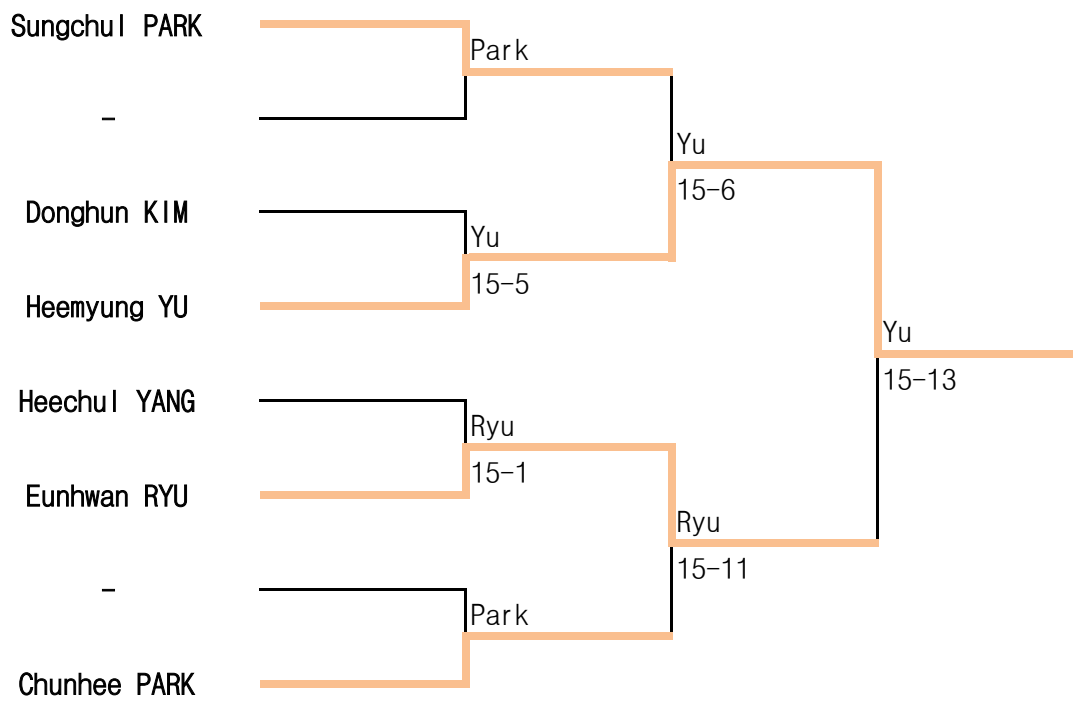 Sungchul PARK
Park
-
Yu
15-6
Donghun KIM
Yu
15-5
Heemyung YU
Yu
15-13
Heechul YANG
Ryu
15-1
Eunhwan RYU
Ryu
15-11
-
Park
Chunhee PARK